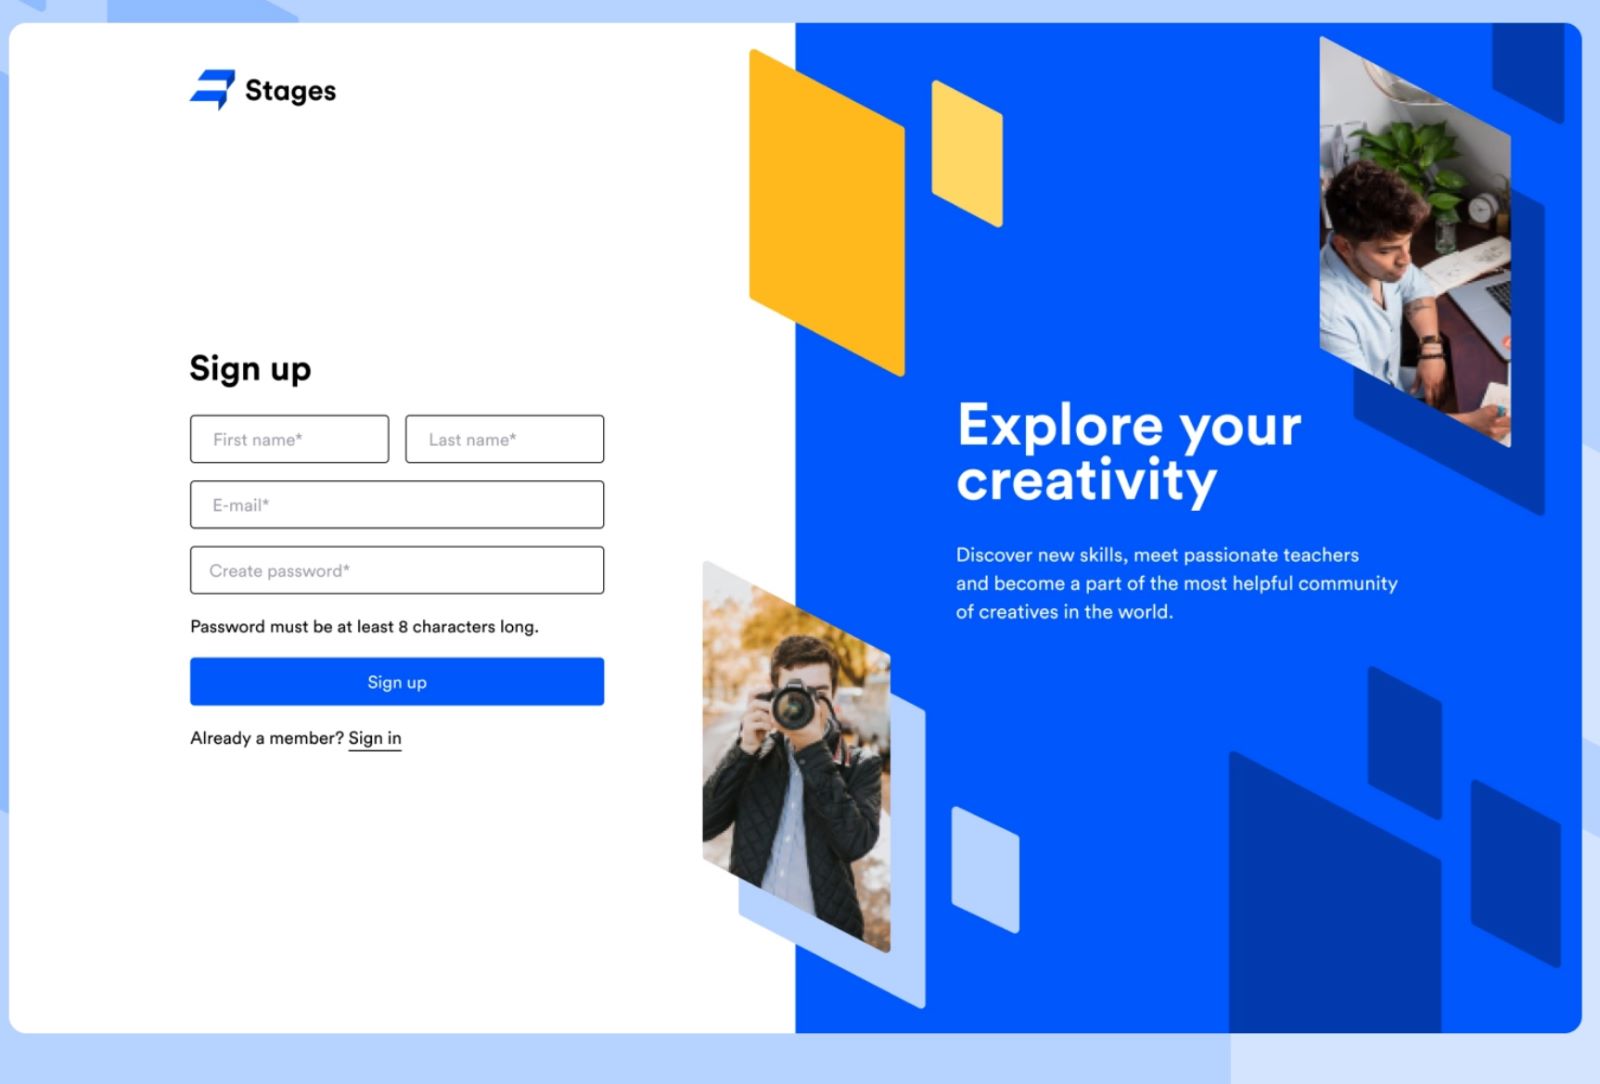 Stages
Sign up
First name*
Last name*
E-mail*
Create password*
Password must be at least 8 characters long.
Sign up
Already a member? Sign in
Explore your
creativity
Discover new skills, meet passionate teachers
and become a part of the most helpful community
of creatives in the world.